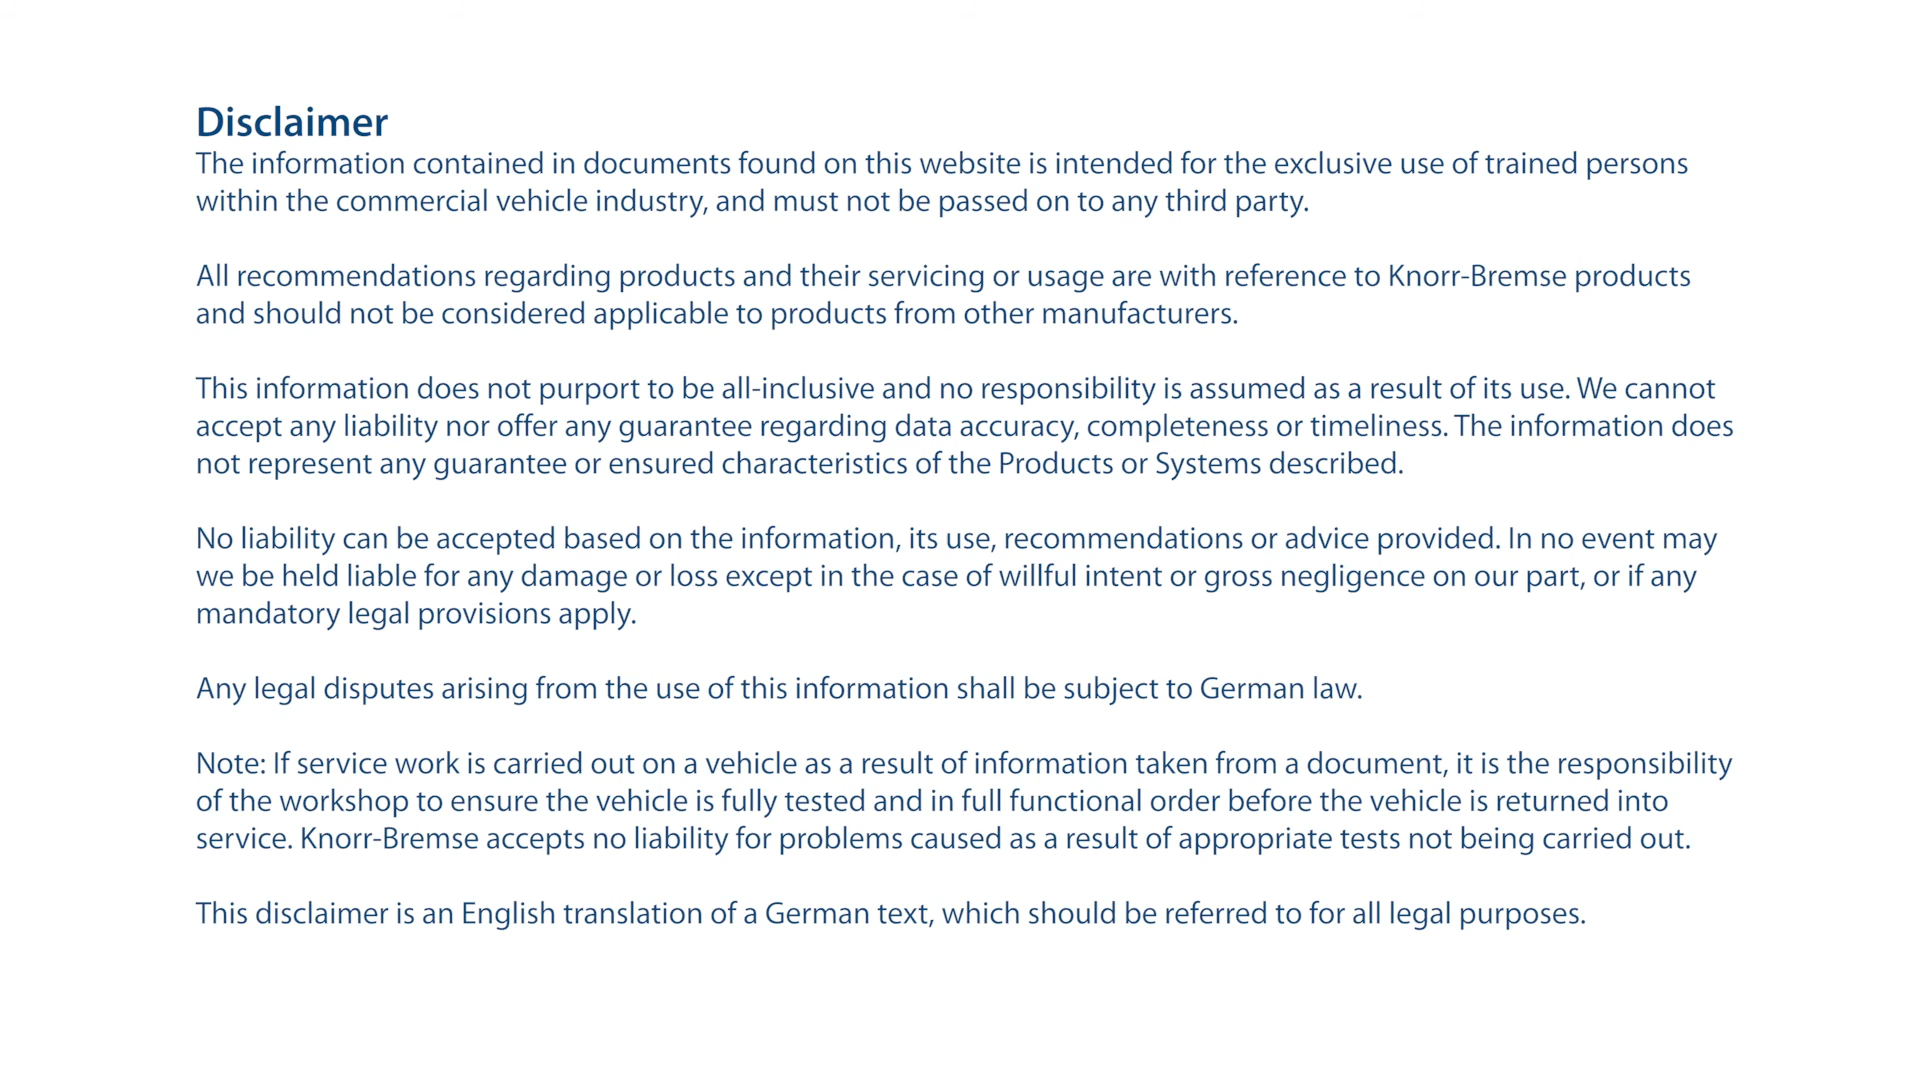 Disclaimer
The information contained in documents found on this website is intended for the exclusive use of trained persons
within the commercial vehicle industry, and must not be passed on to any third party.
All recommendations regarding products and their servicing or usage are with reference to Knorr-Bremse products
and should not be considered applicable to products from other manufacturers.
This information does not purport to be all-inclusive and no responsibility is assumed as a result of its use. We cannot
accept any liability nor offer any guarantee regarding data accuracy, completeness or timeliness. The information does
not represent any guarantee or ensured characteristics of the Products or Systems described.
No liability can be accepted based on the information, its use, recommendations or advice provided. In no event may
we be held liable for any damage or loss except in the case of willful intent or gross negligence on our part, or if any
mandatory legal provisions apply.
Any legal disputes arising from the use of this information shall be subject to German law.
Note: If service work is carried out on a vehicle as a result of information taken from a document, it is the responsibility
of the workshop to ensure the vehicle is fully tested and in full functional order before the vehicle is returned into
service. Knorr-Bremse accepts no liability for problems caused as a result of appropriate tests not being carried out.
This disclaimer is an English translation of a German text, which should be referred to for all legal purposes.